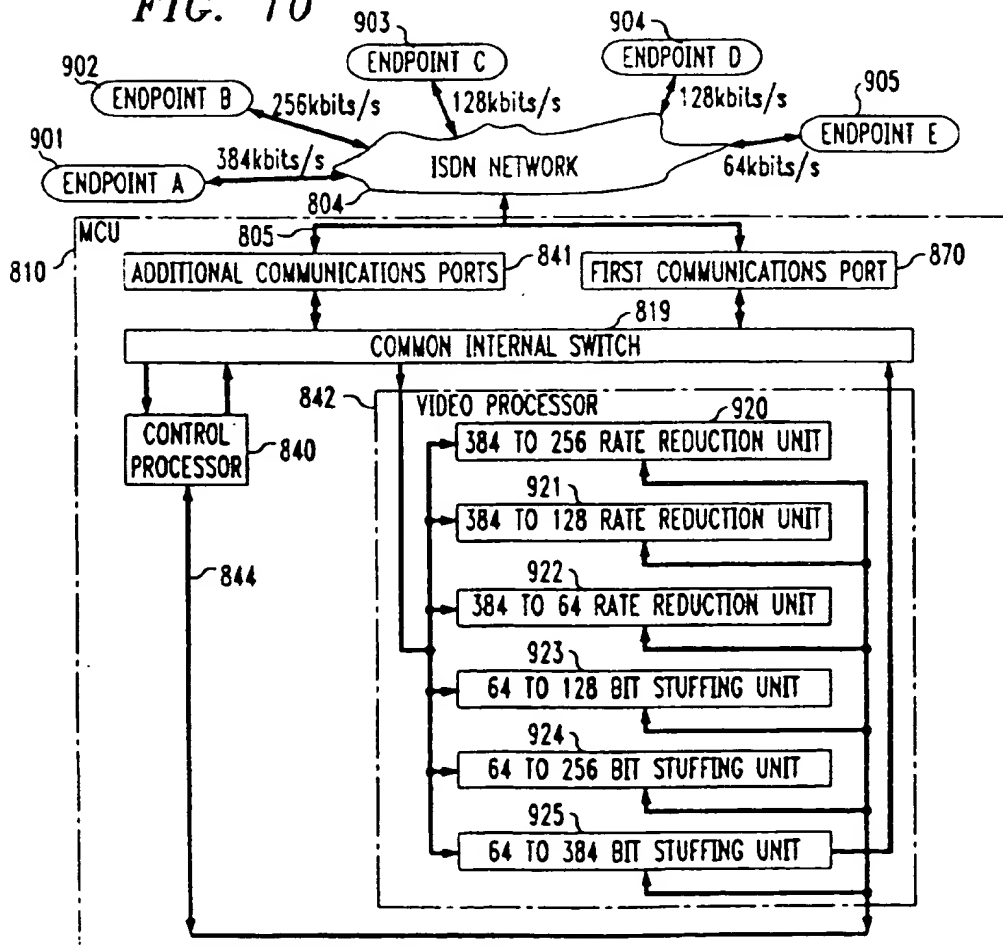 FIG. 10
903
904
902
ENDPOINT C
ENDPOINT D
905
ENDPOINT B
256kbits/s
128kbits/s
128kbits/s
ENDPOINT E
901
384kbits/s
ISDN NETWORK
64kbits/s
ENDPOINT A
804
MCU
805
810
841
870
ADDITIONAL COMMUNICATIONS PORTS
FIRST COMMUNICATIONS PORT
819
COMMON INTERNAL SWITCH
842
VIDEO PROCESSOR
920
CONTROL PROCESSOR
840
384 TO 256 RATE REDUCTION UNIT
921
384 TO 128 RATE REDUCTION UNIT
844
922
384 TO 64 RATE REDUCTION UNIT
923
64 TO 128 BIT STUFFING UNIT
924
64 TO 256 BIT STUFFING UNIT
925
64 TO 384 BIT STUFFING UNIT